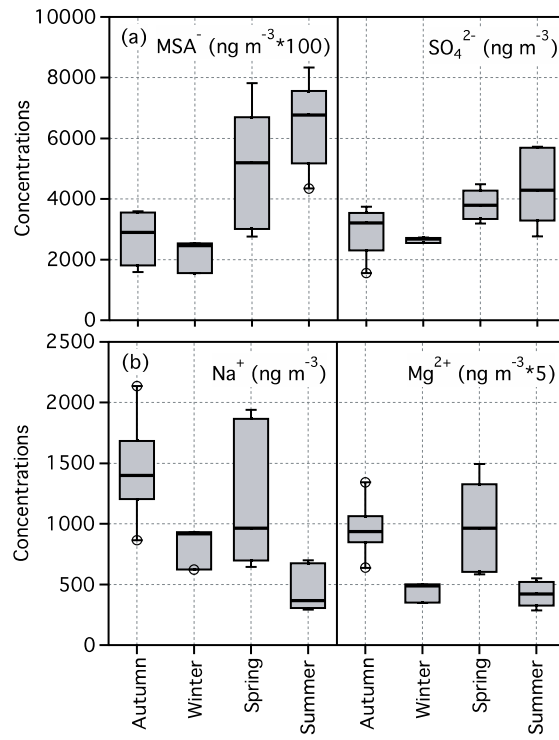 10000
(a)
MSA⁻ (ng m⁻³*100)
SO₄²⁻ (ng m⁻³)
8000
6000
4000
2000
0
Concentrations
2500
(b)
Na⁺ (ng m⁻³)
Mg²⁺ (ng m⁻³*5)
2000
1500
1000
500
0
Concentrations
Autumn
Winter
Spring
Summer
Autumn
Winter
Spring
Summer